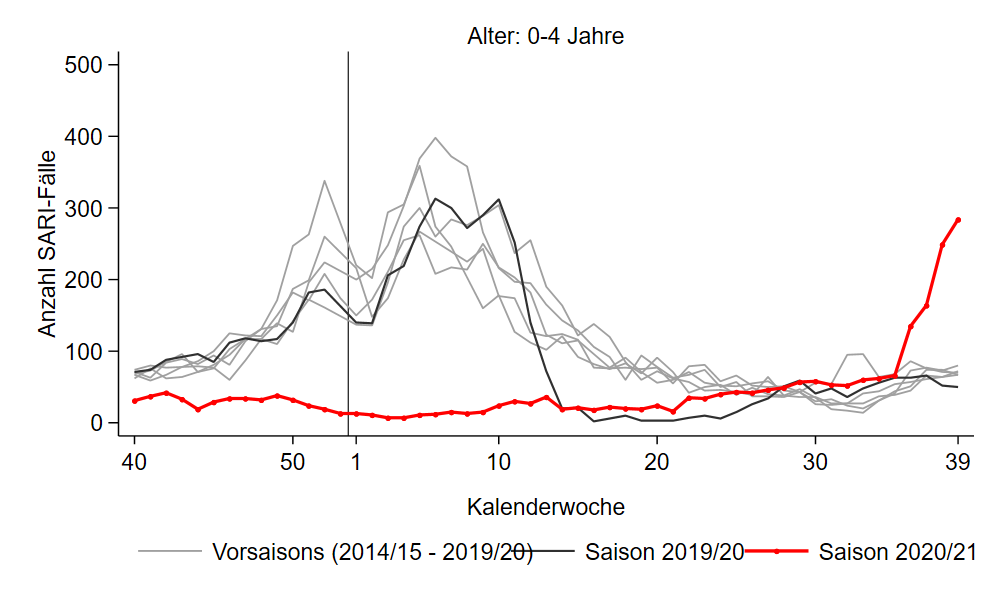 Alter: 0-4 Jahre
Anzahl SARI-Fälle
500
400
300
200
100
0
40 50 1 10 20 30 39
Kalenderwoche
Vorsaisons (2014/15 - 2019/20) Saison 2019/20 Saison 2020/21